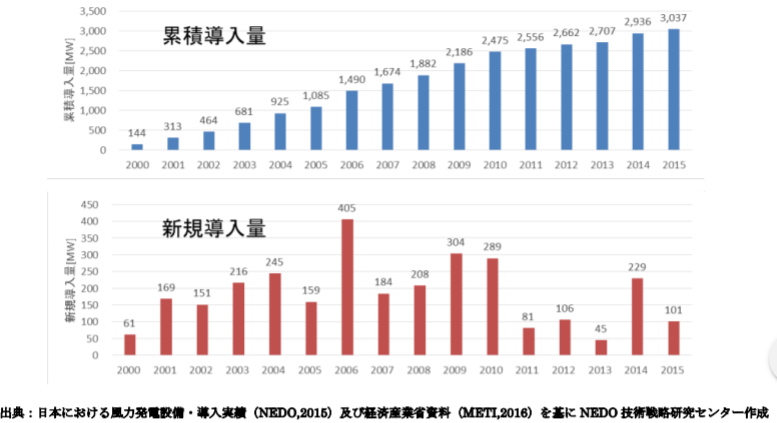 累積導入量
累積導入量[MW]
3,500
3,000
2,500
2,000
1,500
1,000
500
0
144 313 464 681 925 1,085 1,490 1,674 1,882 2,186 2,475 2,556 2,662 2,707 2,936 3,037
2000 2001 2002 2003 2004 2005 2006 2007 2008 2009 2010 2011 2012 2013 2014 2015
新規導入量
新規導入量[MW]
450
400
350
300
250
200
150
100
50
0
61 169 151 216 245 159 405 184 208 304 289 81 106 45 229 101
2000 2001 2002 2003 2004 2005 2006 2007 2008 2009 2010 2011 2012 2013 2014 2015
出典：日本における風力発電設備・導入実績（NEDO,2015）及び経済産業省資料（METI,2016）を基に NEDO 技術戦略研究センター作成